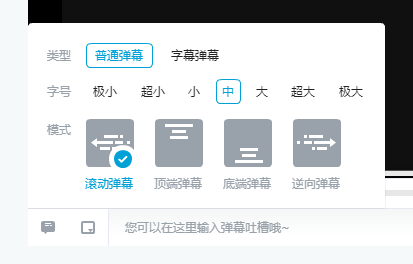 类型 普通弹幕 字幕弹幕
字号 极小 超小 小 中 大 超大 极大
模式
滚动弹幕 顶端弹幕 底端弹幕 逆向弹幕
您可以在这里输入弹幕吐槽哦~